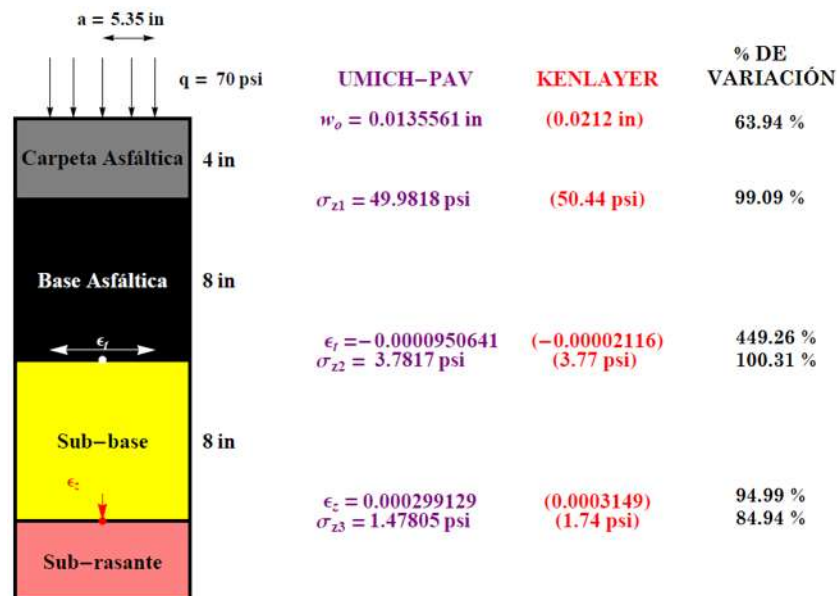 a = 5.35 in
q = 70 psi
UMICH−PAV
KENLAYER
% DE
VARIACIÓN
w₀ = 0.0135561 in (0.0212 in) 63.94 %
Carpeta Asfáltica 4 in
σz1 = 49.9818 psi (50.44 psi) 99.09 %
Base Asfáltica 8 in
ϵt ϵt =−0.0000950641 (−0.00002116) 449.26 %
σz2 = 3.7817 psi (3.77 psi) 100.31 %
Sub−base 8 in
ϵz ϵz = 0.000299129 (0.0003149) 94.99 %
σz3 = 1.47805 psi (1.74 psi) 84.94 %
Sub−rasante